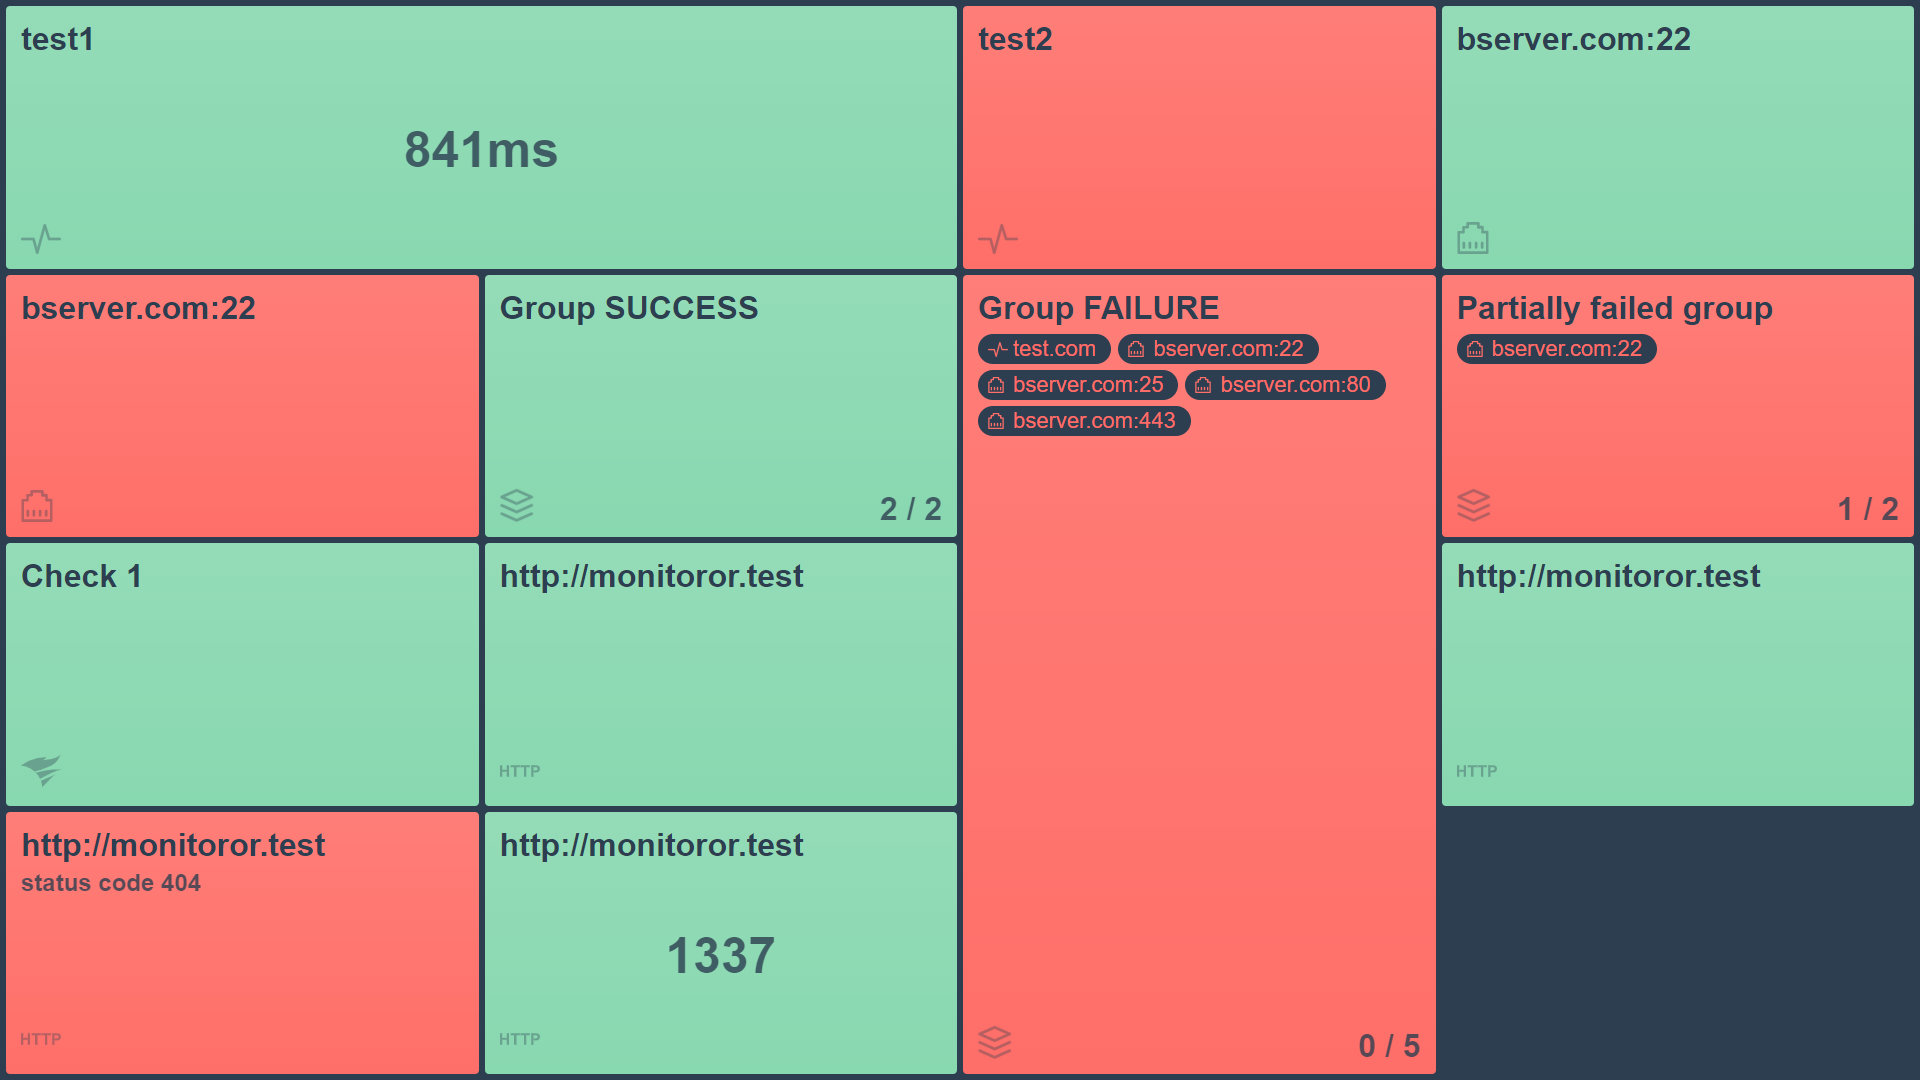 test1
841ms
test2
bserver.com:22
bserver.com:22
Group SUCCESS
2 / 2
Group FAILURE
test.com bserver.com:22
bserver.com:25 bserver.com:80
bserver.com:443
0 / 5
Partially failed group
bserver.com:22
1 / 2
Check 1
http://monitoror.test
HTTP
http://monitoror.test
HTTP
http://monitoror.test
status code 404
HTTP
http://monitoror.test
1337
HTTP